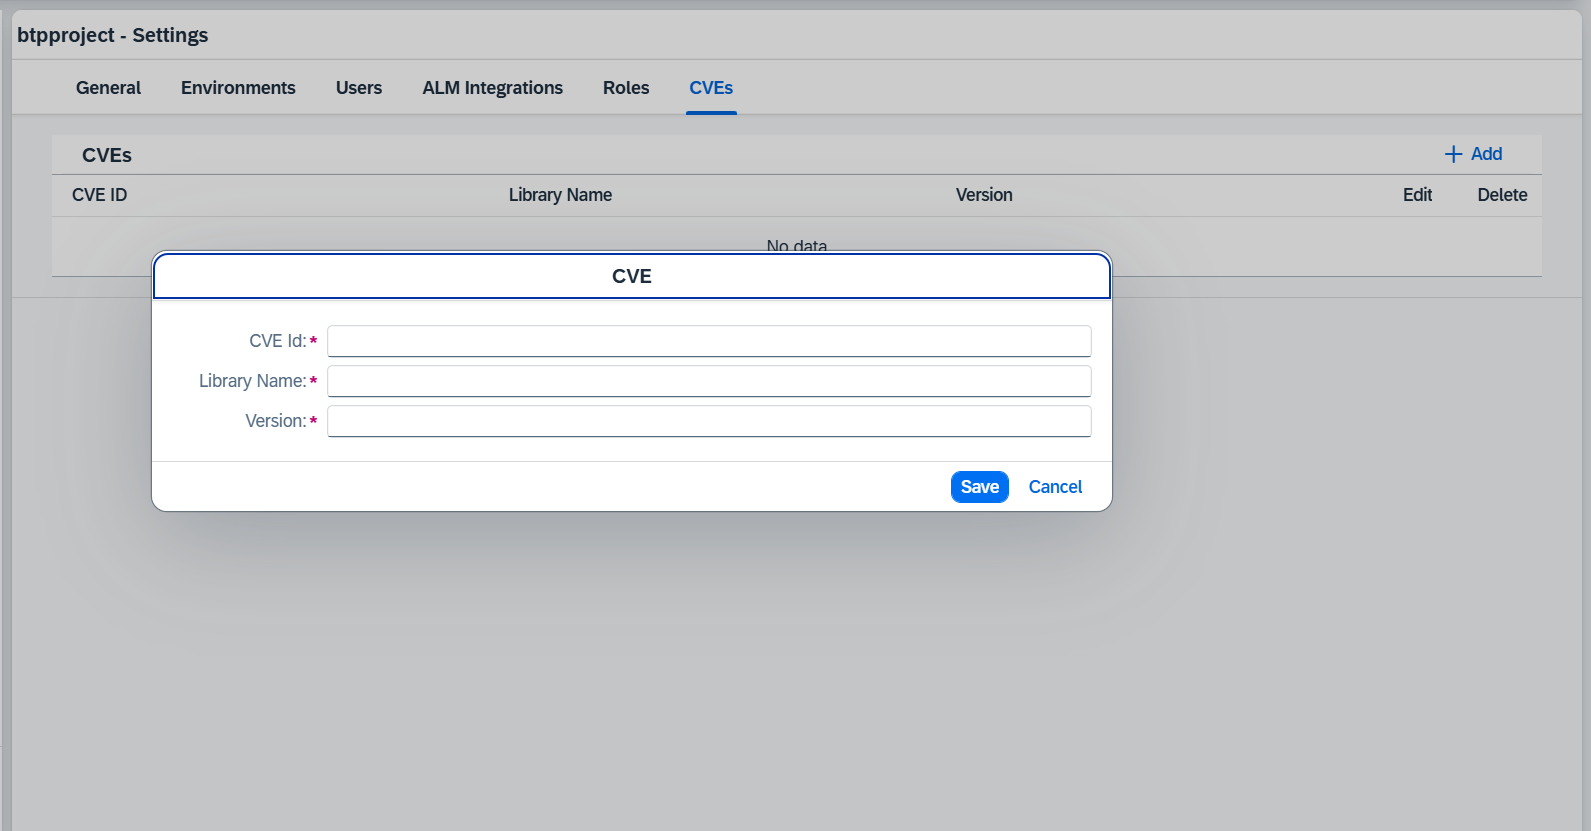 btpproject - Settings
General Environments Users ALM Integrations Roles CVEs
CVEs
Add
CVE ID Library Name Version Edit Delete
No data
CVE
CVE Id:*
Library Name:*
Version:*
Save Cancel